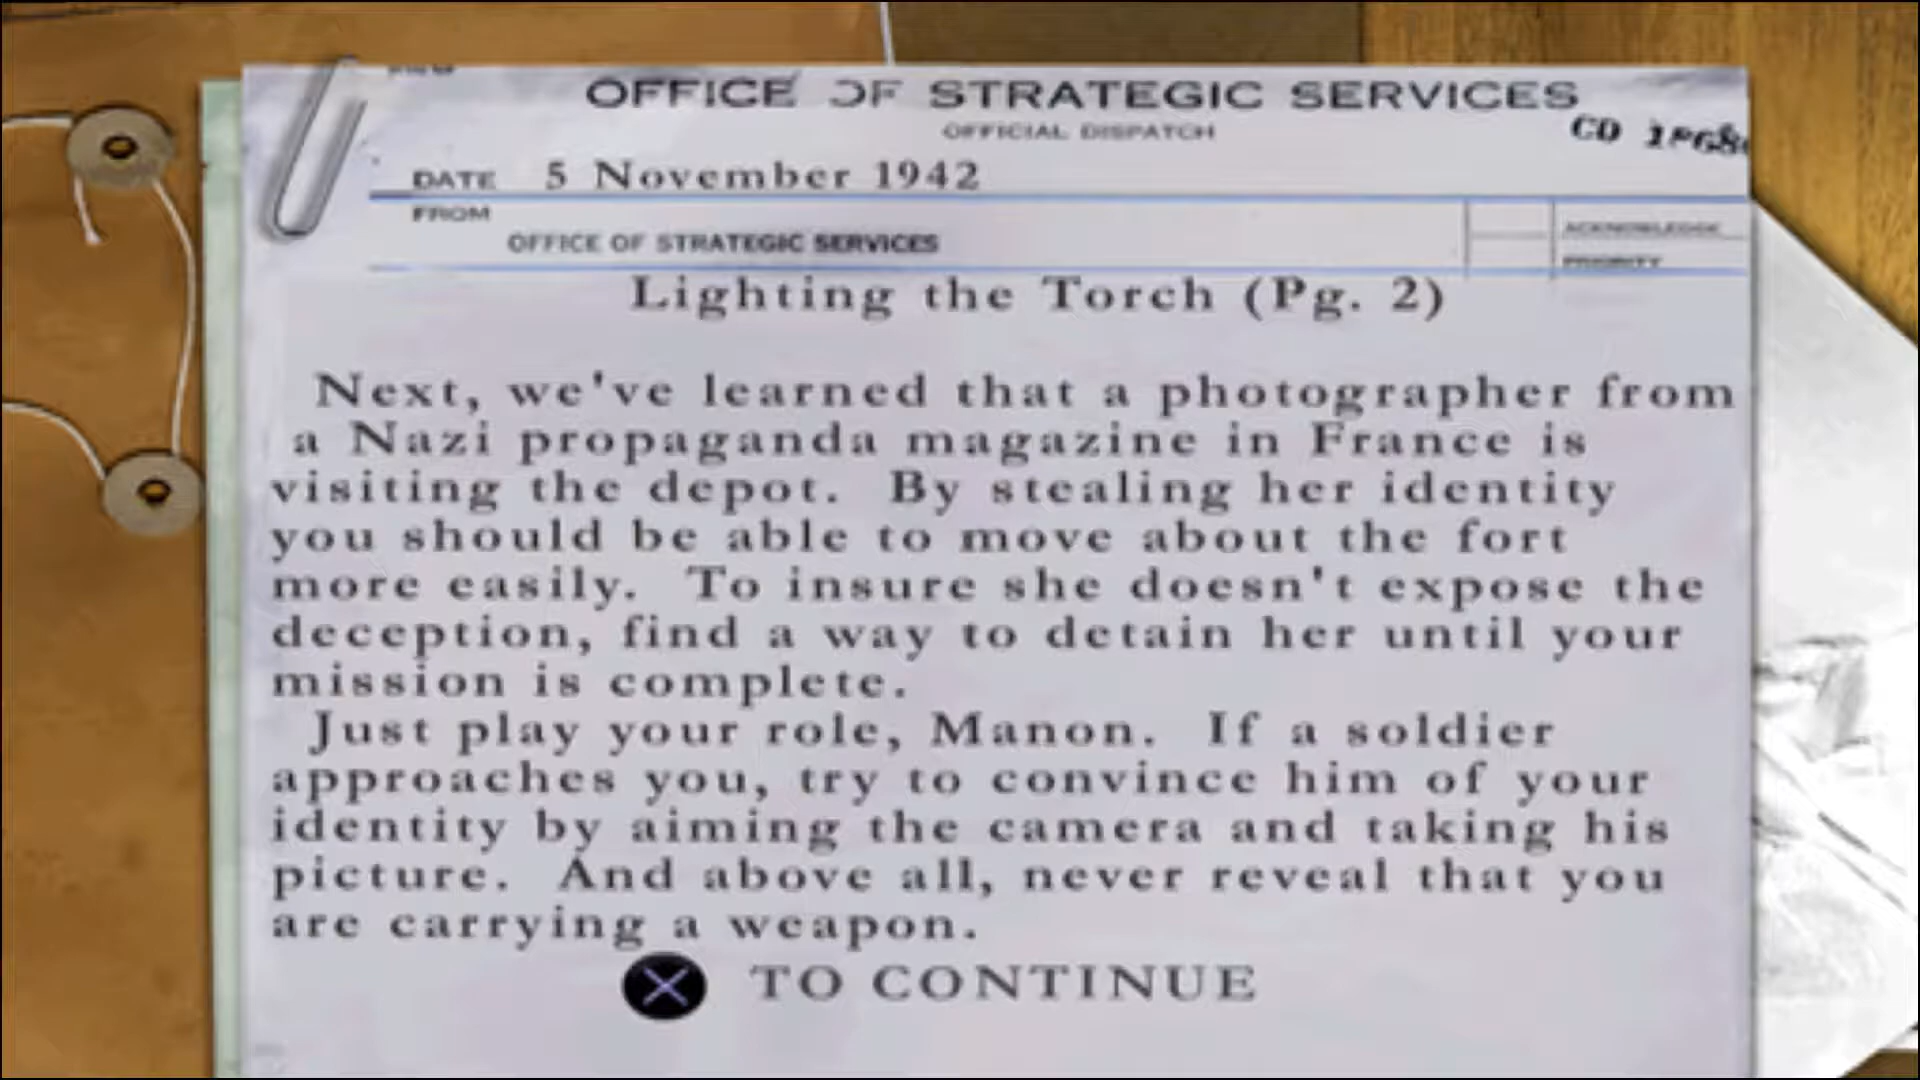 OFFICE OF STRATEGIC SERVICES
OFFICIAL DISPATCH
CD
DATE 5 November 1942
FROM
OFFICE OF STRATEGIC SERVICES
ACKNOWLEDGE
PRIORITY
Lighting the Torch (Pg. 2)
Next, we've learned that a photographer from
a Nazi propaganda magazine in France is
visiting the depot. By stealing her identity
you should be able to move about the fort
more easily. To insure she doesn't expose the
deception, find a way to detain her until your
mission is complete.
Just play your role, Manon. If a soldier
approaches you, try to convince him of your
identity by aiming the camera and taking his
picture. And above all, never reveal that you
are carrying a weapon.
TO CONTINUE